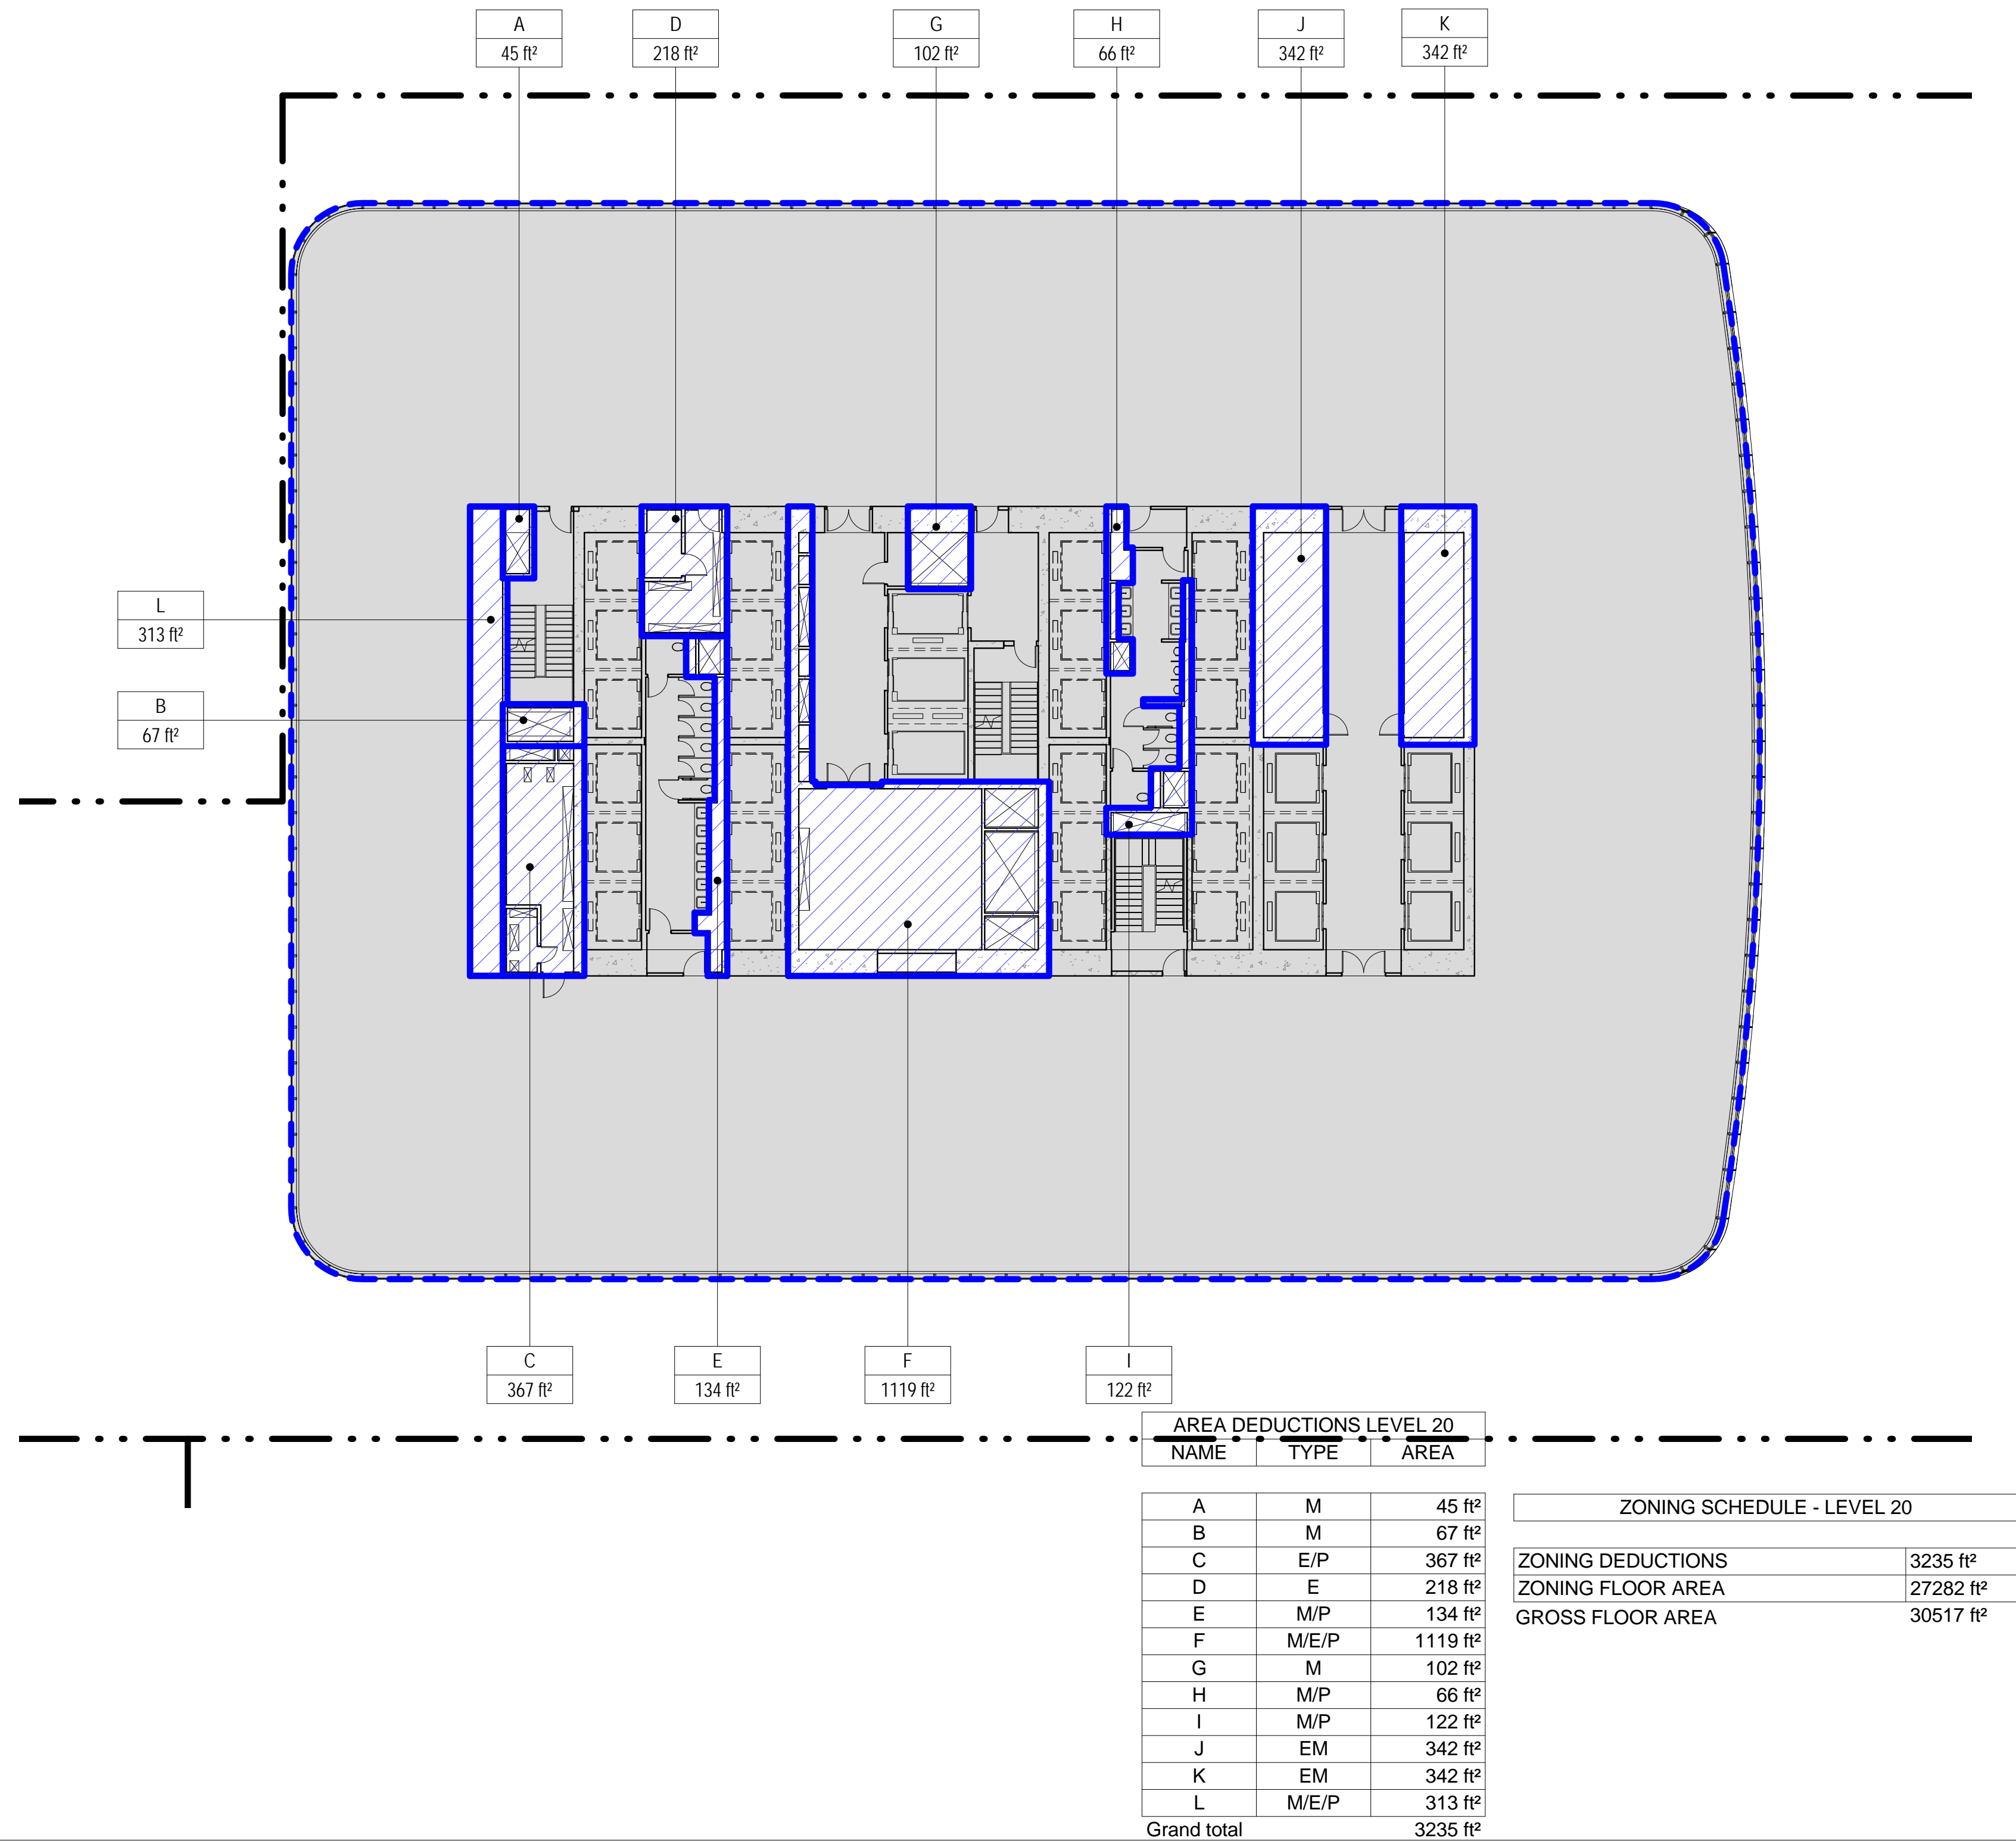 A D G H J K
45 ft² 218 ft² 102 ft² 66 ft² 342 ft² 342 ft²
L
313 ft²
B
67 ft²
C E F I
367 ft² 134 ft² 1119 ft² 122 ft²
AREA DEDUCTIONS LEVEL 20
NAME TYPE AREA
A M 45 ft²
B M 67 ft²
C E/P 367 ft²
D E 218 ft²
E M/P 134 ft²
F M/E/P 1119 ft²
G M 102 ft²
H M/P 66 ft²
I M/P 122 ft²
J EM 342 ft²
K EM 342 ft²
L M/E/P 313 ft²
Grand total 3235 ft²
ZONING SCHEDULE - LEVEL 20
ZONING DEDUCTIONS 3235 ft²
ZONING FLOOR AREA 27282 ft²
GROSS FLOOR AREA 30517 ft²